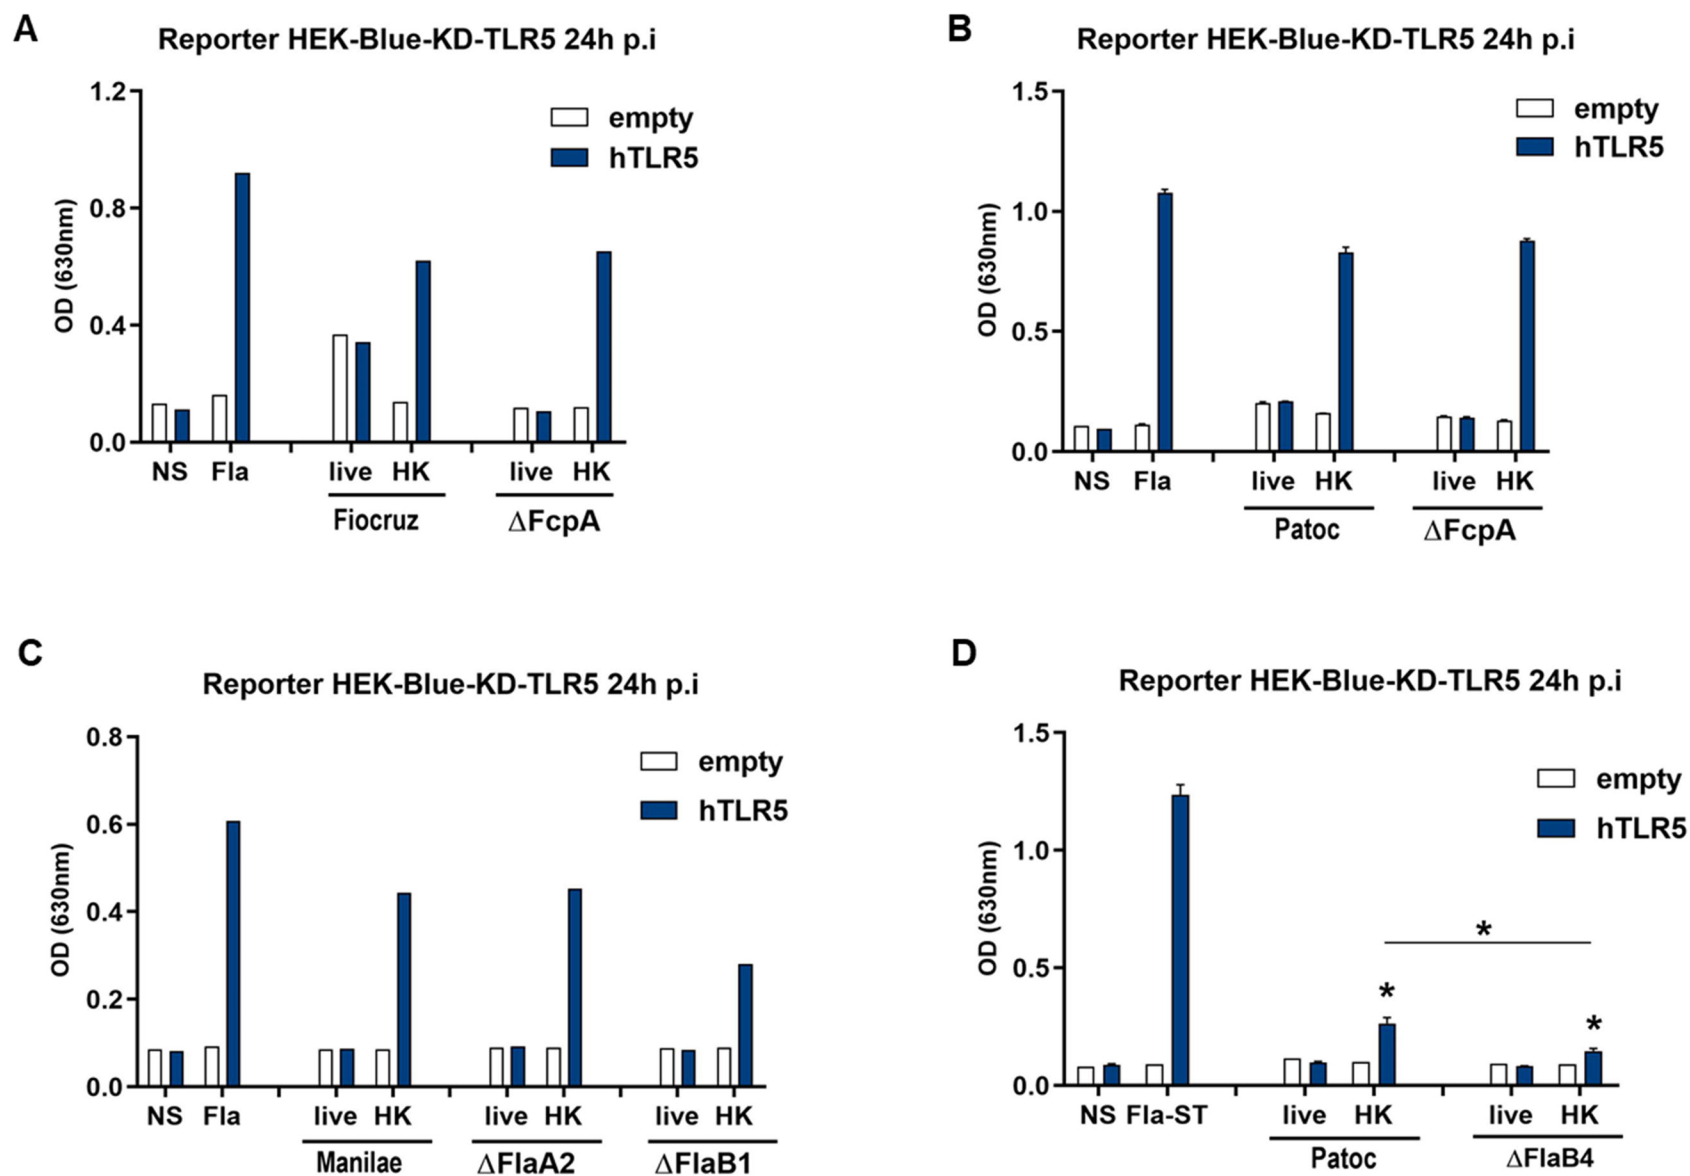 A
Reporter HEK-Blue-KD-TLR5 24h p.i
1.2
0.8
0.4
0.0
OD (630nm)
empty
hTLR5
NS Fla live HK live HK
Fiocruz ΔFcpA
B
Reporter HEK-Blue-KD-TLR5 24h p.i
1.5
1.0
0.5
0.0
OD (630nm)
empty
hTLR5
NS Fla live HK live HK
Patoc ΔFcpA
C
Reporter HEK-Blue-KD-TLR5 24h p.i
0.8
0.6
0.4
0.2
0.0
OD (630nm)
empty
hTLR5
NS Fla live HK live HK live HK
Manilae ΔFlaA2 ΔFlaB1
D
Reporter HEK-Blue-KD-TLR5 24h p.i
1.5
1.0
0.5
0.0
OD (630nm)
empty
hTLR5
*
*
*
NS Fla-ST live HK live HK
Patoc ΔFlaB4